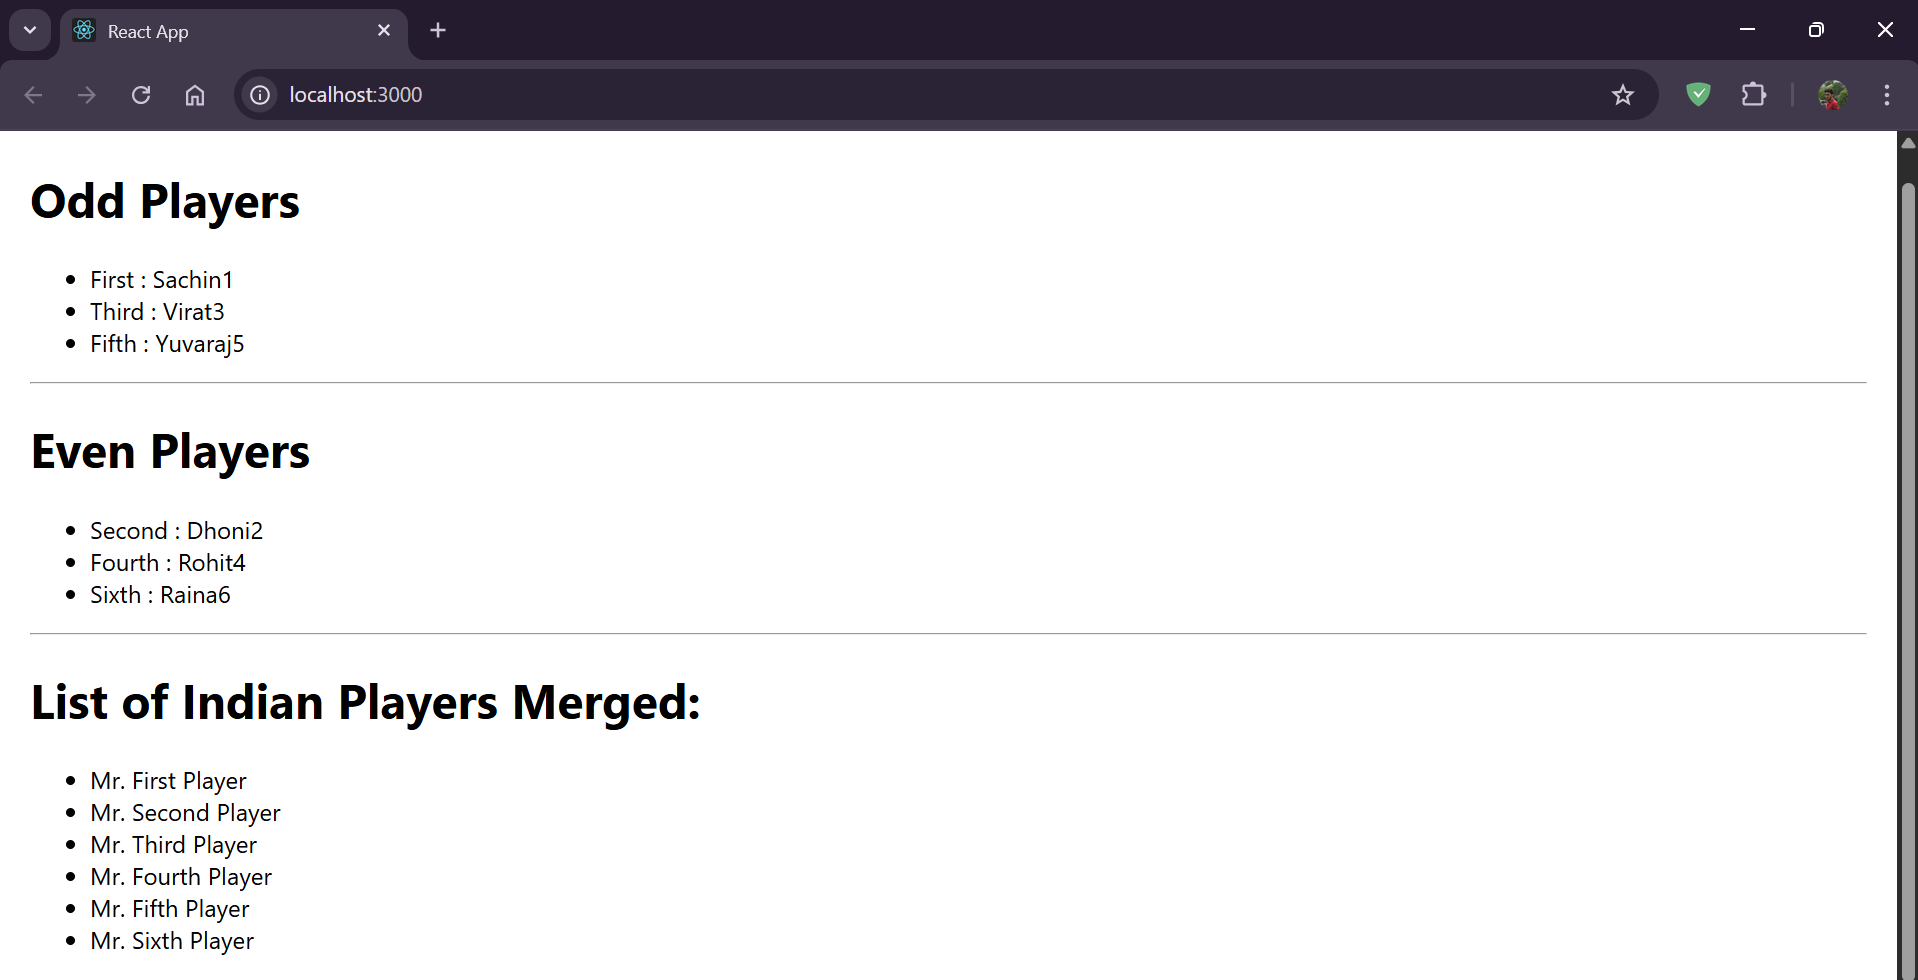 React App
localhost:3000
Odd Players
First : Sachin1
Third : Virat3
Fifth : Yuvaraj5
Even Players
Second : Dhoni2
Fourth : Rohit4
Sixth : Raina6
List of Indian Players Merged:
Mr. First Player
Mr. Second Player
Mr. Third Player
Mr. Fourth Player
Mr. Fifth Player
Mr. Sixth Player